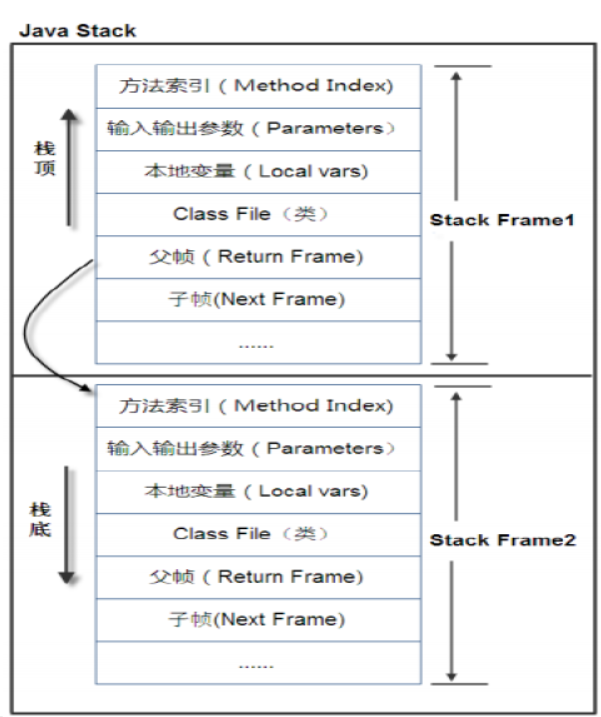 Java Stack
方法索引 ( Method Index)
输入输出参数 ( Parameters）
本地变量 ( Local vars)
Class File（类）
父帧 ( Return Frame)
子帧(Next Frame)
......
栈顶
Stack Frame1
方法索引 ( Method Index)
输入输出参数 ( Parameters）
本地变量 ( Local vars)
Class File（类）
父帧 ( Return Frame)
子帧(Next Frame)
......
栈底
Stack Frame2